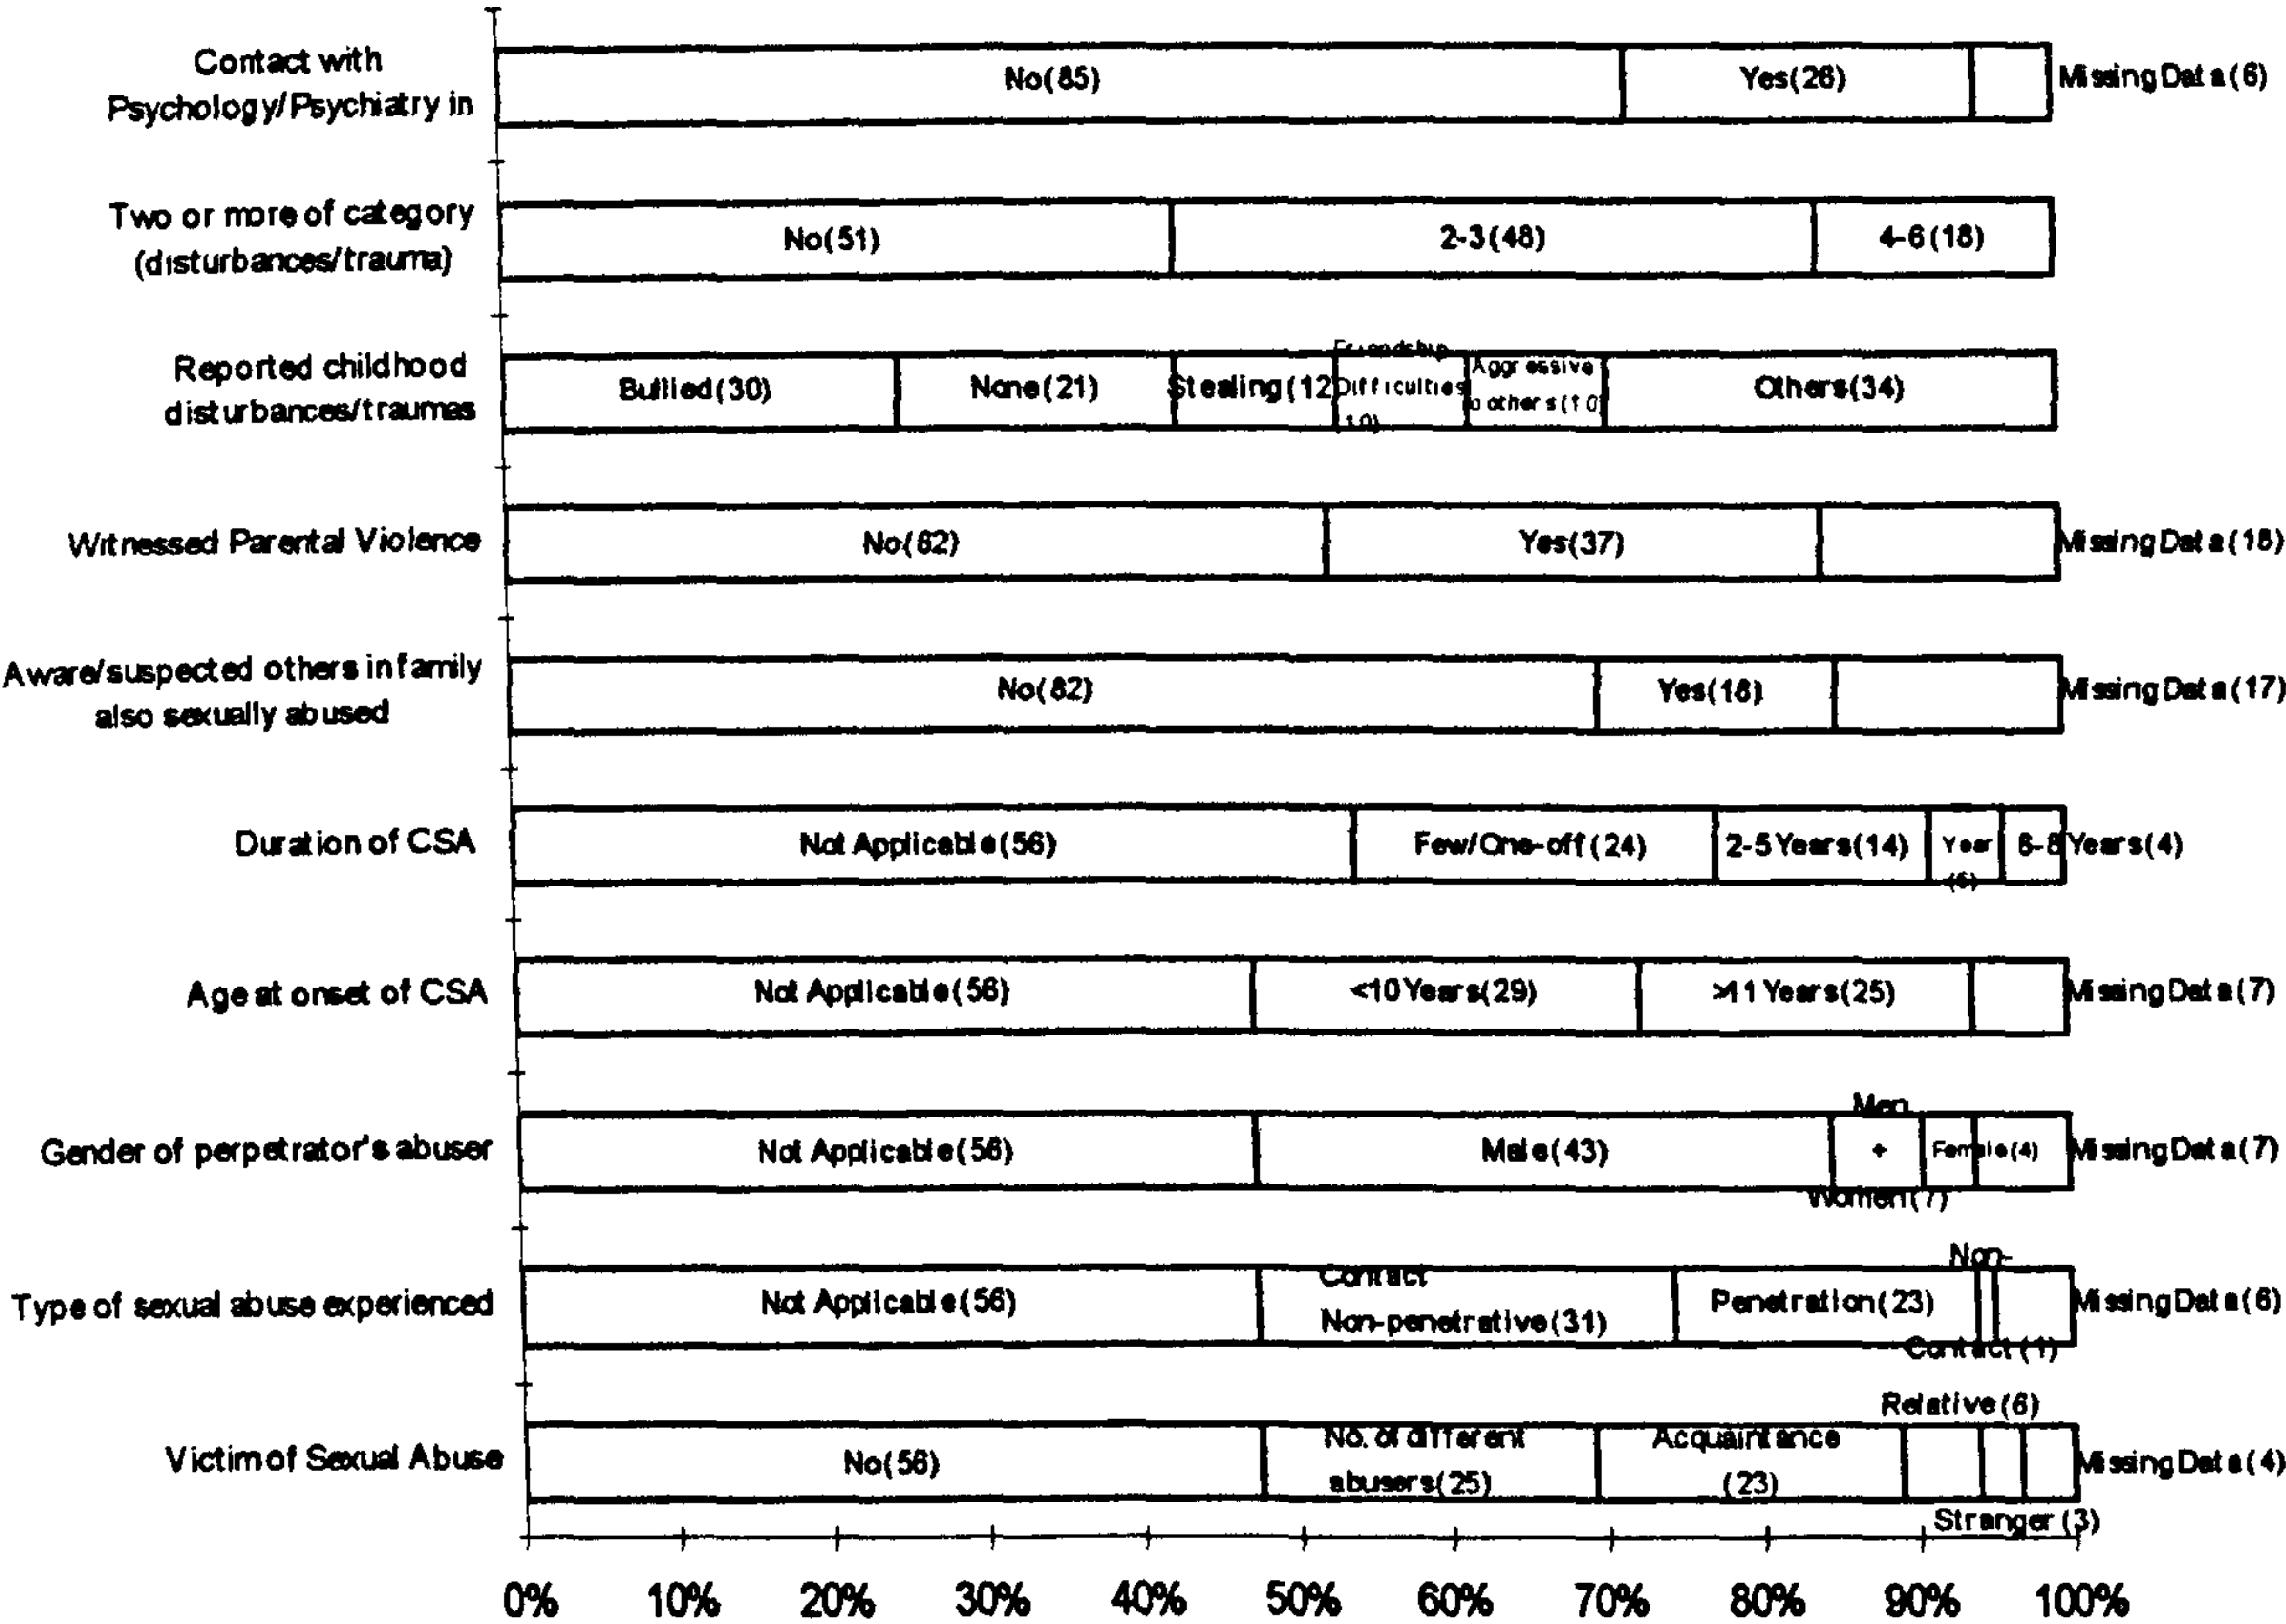 Contact with
Psychology/Psychiatry in
No(85)
Yes(26)
Missing Data(6)
Two or more of category
(disturbances/trauma)
No(51)
2-3(48)
4-6(18)
Reported childhood
disturbances/traumas
Bullied(30)
None(21)
Stealing(12
Friendship
Difficulties
(10)
Aggressive
o others(10
Others(34)
Witnessed Parental Violence
No(62)
Yes(37)
Missing Data(18)
Aware/suspected others in family
also sexually abused
No(82)
Yes(18)
Missing Data(17)
Duration of CSA
Not Applicable(56)
Few/One-off(24)
2-5 Years(14)
Year
(5)
6-8 Years(4)
Age at onset of CSA
Not Applicable(56)
<10 Years(29)
>11 Years(25)
Missing Data(7)
Gender of perpetrator's abuser
Not Applicable(56)
Male(43)
Men
+
Women(7)
Female(4)
Missing Data(7)
Type of sexual abuse experienced
Not Applicable(56)
Contact
Non-penetrative(31)
Penetration(23)
Non-
Contact(1)
Missing Data(6)
Victim of Sexual Abuse
No(56)
No. of different
abusers(25)
Acquaintance
(23)
Relative(6)
Stranger(3)
Missing Data(4)
0% 10% 20% 30% 40% 50% 60% 70% 80% 90% 100%